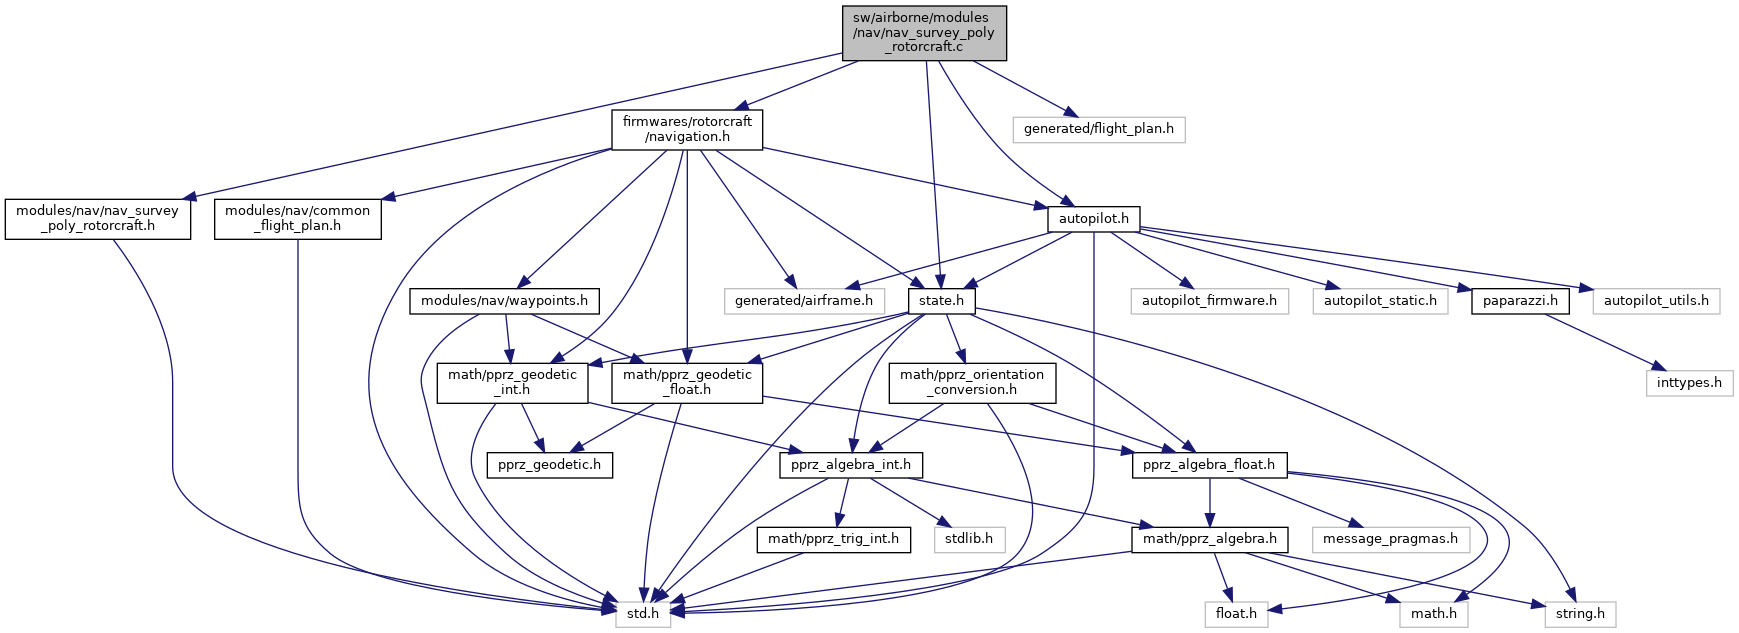 sw/airborne/modules
/nav/nav_survey_poly
_rotorcraft.c
firmwares/rotorcraft
/navigation.h
generated/flight_plan.h
modules/nav/nav_survey
_poly_rotorcraft.h
modules/nav/common
_flight_plan.h
autopilot.h
modules/nav/waypoints.h
generated/airframe.h
state.h
autopilot_firmware.h
autopilot_static.h
paparazzi.h
autopilot_utils.h
math/pprz_geodetic
_int.h
math/pprz_geodetic
_float.h
math/pprz_orientation
_conversion.h
inttypes.h
pprz_geodetic.h
pprz_algebra_int.h
pprz_algebra_float.h
math/pprz_trig_int.h
stdlib.h
math/pprz_algebra.h
message_pragmas.h
std.h
float.h
math.h
string.h